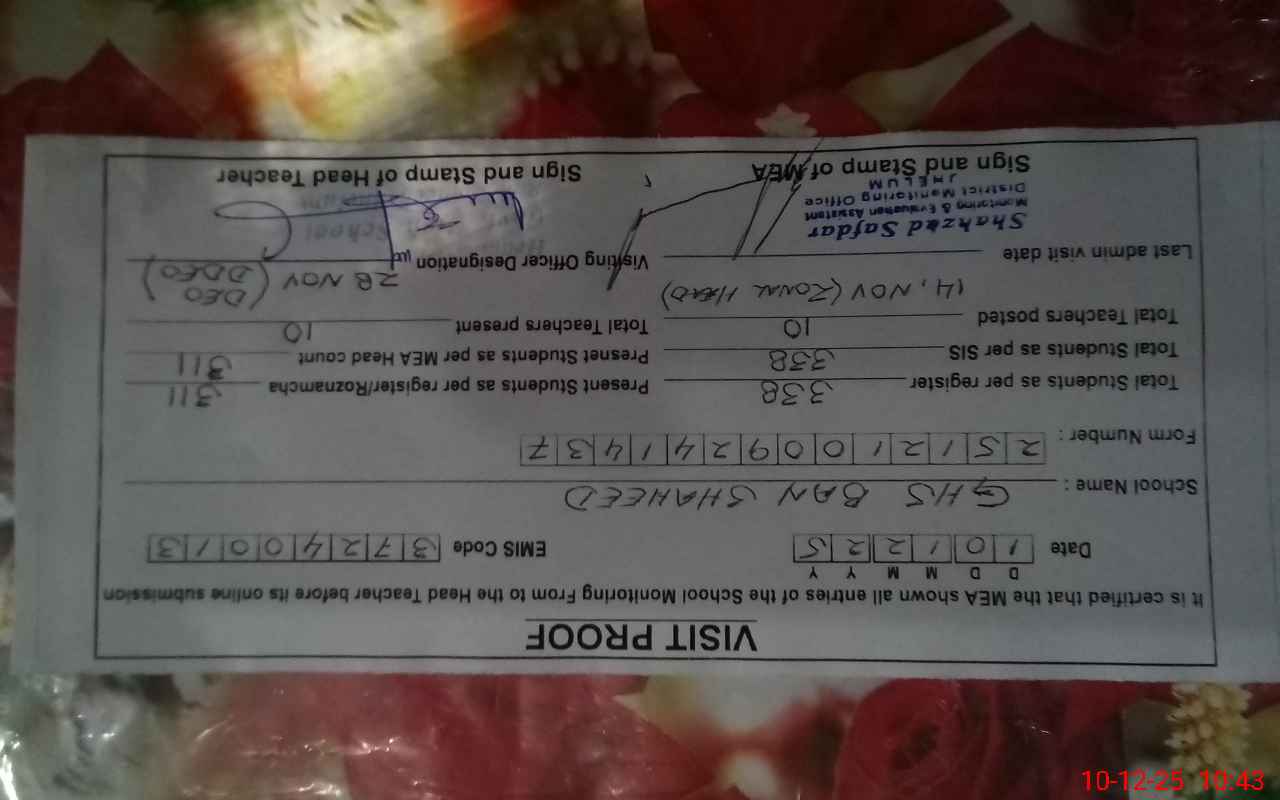 VISIT PROOF
It is certified that the MEA shown all entries of the School Monitoring From to the Head Teacher before its online submission
D D M M Y Y
Date 1 0 1 2 2 5 EMIS Code 3 7 2 4 0 0 1 3
School Name : GHS BAN SHAHEED
Form Number : 2 5 1 2 1 0 0 9 2 4 1 4 3 7
Total Students as per register 338 Present Students as per register/Roznamcha 311
Total Students as per SIS 338 Presnet Students as per MEA Head count 311
Total Teachers posted 10 Total Teachers present 10
14, NOV (ZONAL HEAD) 28 NOV (DEO DDEO)
Last admin visit date Visiting Officer Designation
Shahzad Safdar
Monitoring & Evaluation Assistant
District Monitoring Office
JHELUM
School
Sign and Stamp of MEA Sign and Stamp of Head Teacher
10-12-25 10:43